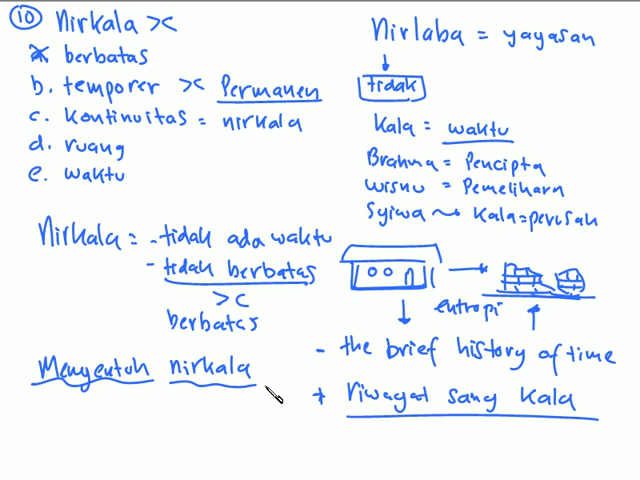 10 Nirkala ><
a. berbatas
b. temporer >< Permanen
c. kontinuitas = nirkala
d. ruang
e. waktu
Nirlaba = yayasan
↓
tidak
Kala = waktu
Brahma = Pencipta
wisnu = Pemelihara
Syiwa ~> Kala = perusak
Nirkala = - tidak ada waktu
- tidak berbatas
><
berbatas
entropi
Menyentuh nirkala
- the brief history of time
+ riwayat sang kala